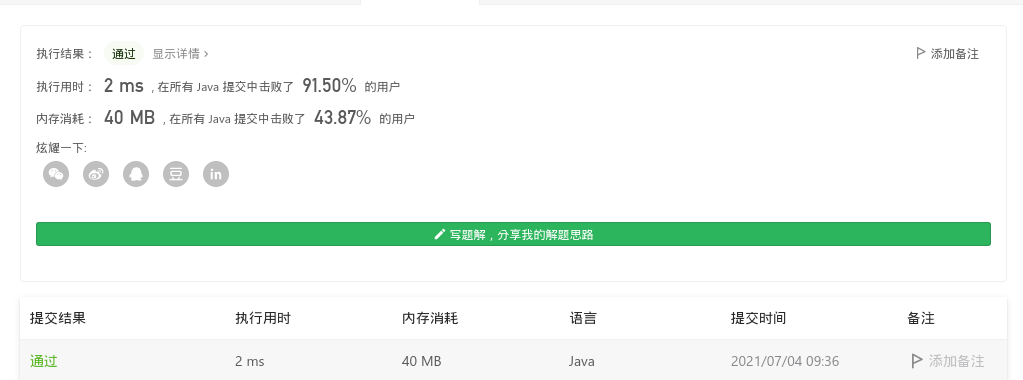 执行结果： 通过 显示详情 › 添加备注
执行用时： 2 ms , 在所有 Java 提交中击败了 91.50% 的用户
内存消耗： 40 MB , 在所有 Java 提交中击败了 43.87% 的用户
炫耀一下:
写题解，分享我的解题思路
提交结果 执行用时 内存消耗 语言 提交时间 备注
通过 2 ms 40 MB Java 2021/07/04 09:36 添加备注